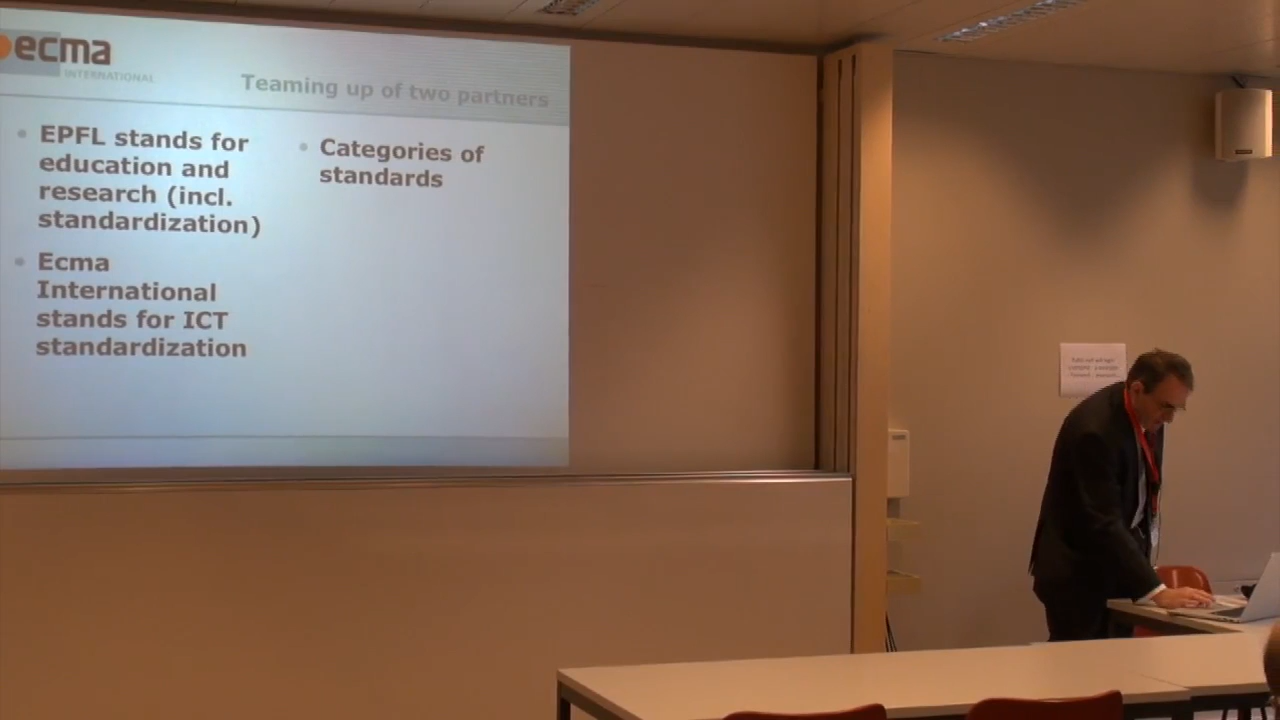 ecma
INTERNATIONAL
Teaming up of two partners
• EPFL stands for
education and
research (incl.
standardization)
• Ecma
International
stands for ICT
standardization
• Categories of
standards